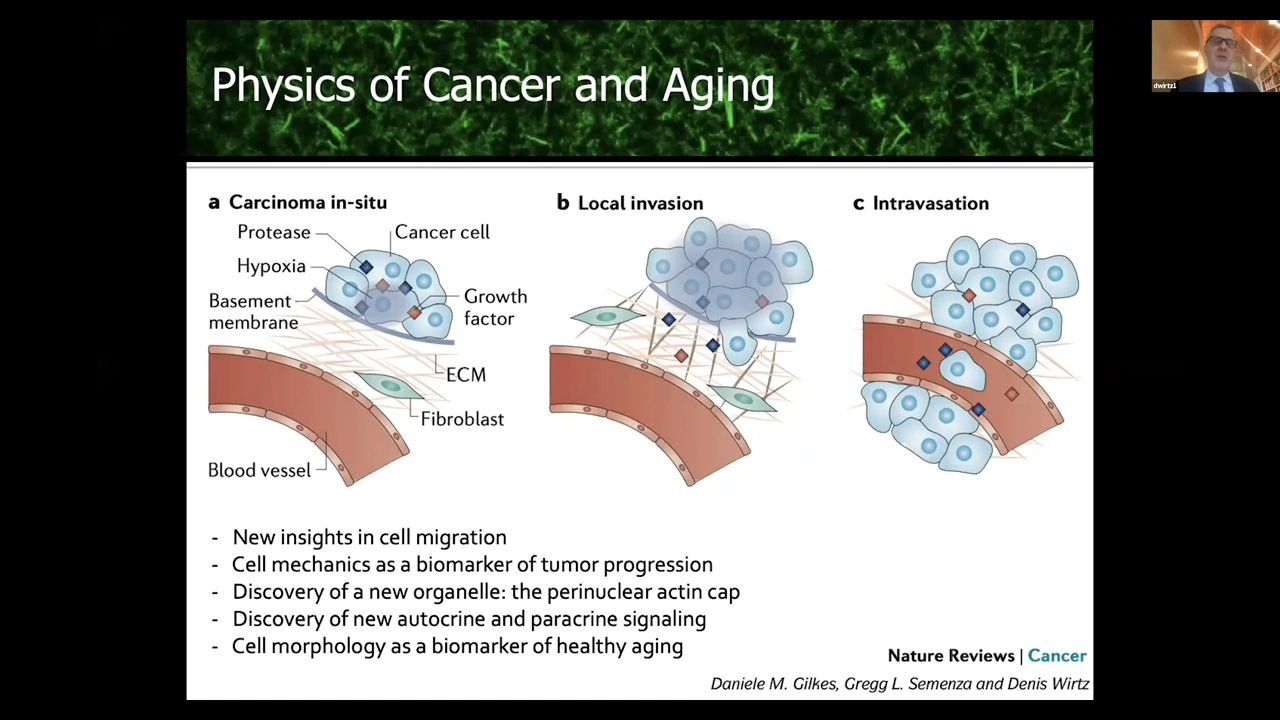 Physics of Cancer and Aging
dwirtz1
a Carcinoma in-situ
Protease
Cancer cell
Hypoxia
Basement
membrane
Growth
factor
ECM
Fibroblast
Blood vessel
b Local invasion
c Intravasation
- New insights in cell migration
- Cell mechanics as a biomarker of tumor progression
- Discovery of a new organelle: the perinuclear actin cap
- Discovery of new autocrine and paracrine signaling
- Cell morphology as a biomarker of healthy aging
Nature Reviews | Cancer
Daniele M. Gilkes, Gregg L. Semenza and Denis Wirtz